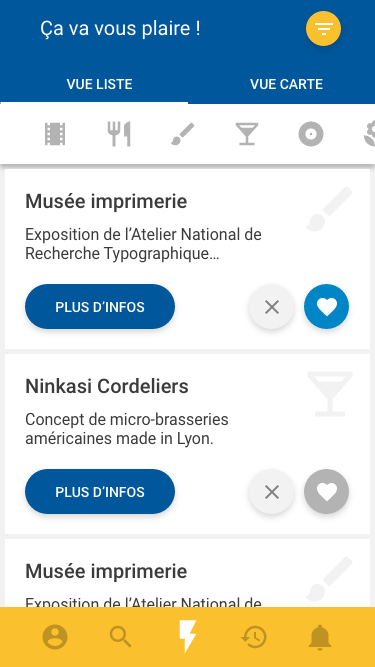 Ça va vous plaire !
VUE LISTE
VUE CARTE
Musée imprimerie
Exposition de l’Atelier National de
Recherche Typographique…
PLUS D’INFOS
Ninkasi Cordeliers
Concept de micro-brasseries
américaines made in Lyon.
PLUS D’INFOS
Musée imprimerie
Exposition de l’Atelier National de